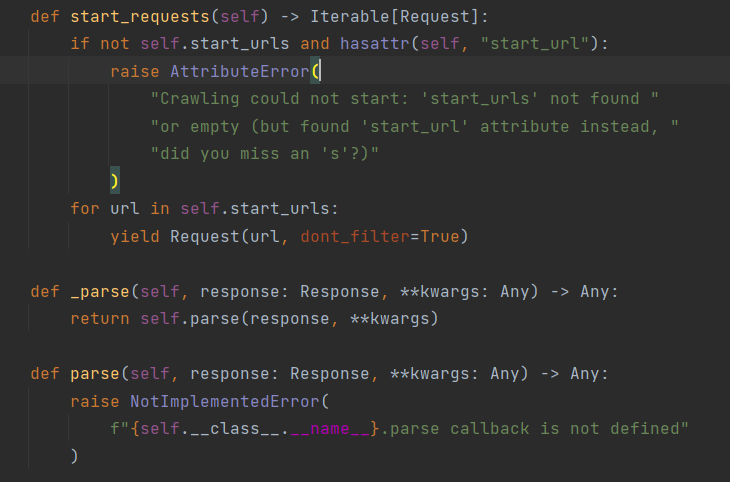 def start_requests(self) -> Iterable[Request]:
    if not self.start_urls and hasattr(self, "start_url"):
        raise AttributeError(
            "Crawling could not start: 'start_urls' not found "
            "or empty (but found 'start_url' attribute instead, "
            "did you miss an 's'?)"
        )
    for url in self.start_urls:
        yield Request(url, dont_filter=True)

def _parse(self, response: Response, **kwargs: Any) -> Any:
    return self.parse(response, **kwargs)

def parse(self, response: Response, **kwargs: Any) -> Any:
    raise NotImplementedError(
        f"{self.__class__.__name__}.parse callback is not defined"
    )